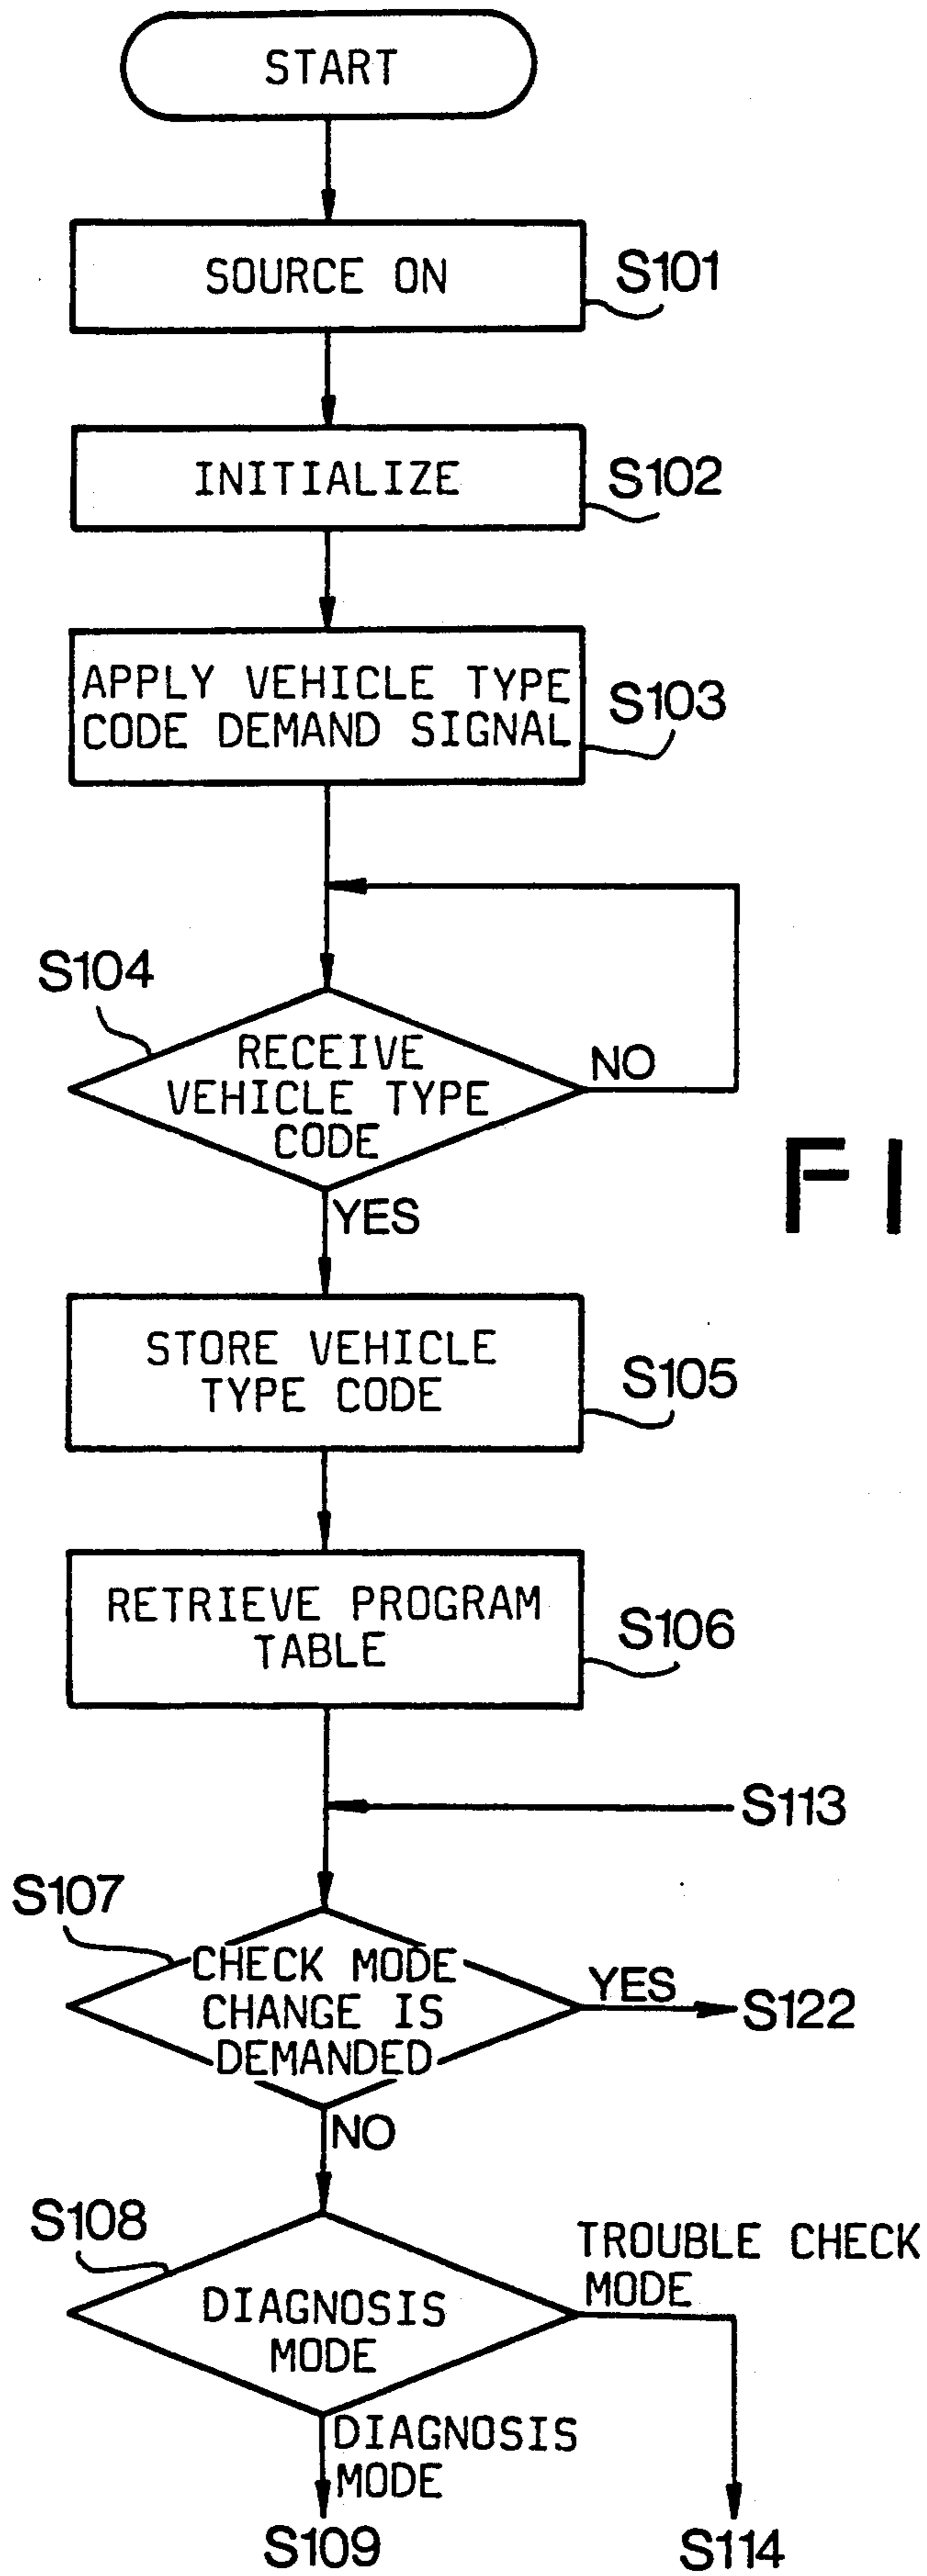 START
SOURCE ON
S101
INITIALIZE
S102
APPLY VEHICLE TYPE
CODE DEMAND SIGNAL
S103
S104
RECEIVE
VEHICLE TYPE
CODE
NO
YES
FI
STORE VEHICLE
TYPE CODE
S105
RETRIEVE PROGRAM
TABLE
S106
S113
S107
CHECK MODE
CHANGE IS
DEMANDED
YES
S122
NO
S108
DIAGNOSIS
MODE
TROUBLE CHECK
MODE
DIAGNOSIS
MODE
S109
S114